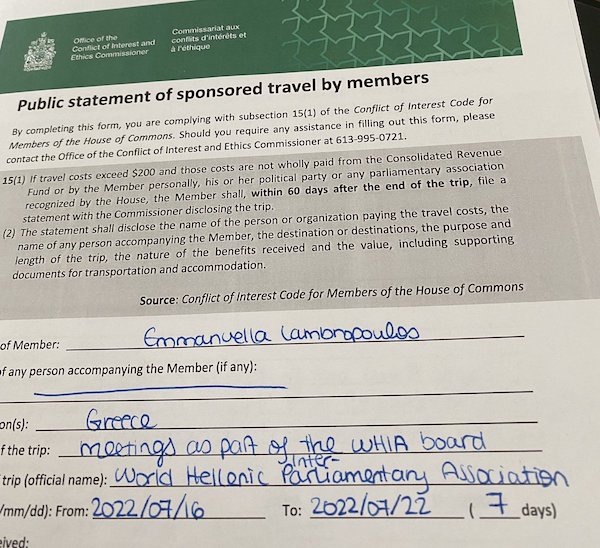 Office of the
Conflict of Interest and
Ethics Commissioner
Commissariat aux
conflits d'intérêts et
à l'éthique
Public statement of sponsored travel by members
By completing this form, you are complying with subsection 15(1) of the Conflict of Interest Code for
Members of the House of Commons. Should you require any assistance in filling out this form, please
contact the Office of the Conflict of Interest and Ethics Commissioner at 613-995-0721.
15(1) If travel costs exceed $200 and those costs are not wholly paid from the Consolidated Revenue
Fund or by the Member personally, his or her political party or any parliamentary association
recognized by the House, the Member shall, within 60 days after the end of the trip, file a
statement with the Commissioner disclosing the trip.
(2) The statement shall disclose the name of the person or organization paying the travel costs, the
name of any person accompanying the Member, the destination or destinations, the purpose and
length of the trip, the nature of the benefits received and the value, including supporting
documents for transportation and accommodation.
Source: Conflict of Interest Code for Members of the House of Commons
of Member: Emmanuella Lambropoulos
of any person accompanying the Member (if any):
on(s): Greece
f the trip: meetings as part of the WHIA board
trip (official name): World Hellenic Inter-Parliamentary Association
/mm/dd): From: 2022/07/16 To: 2022/07/22 ( 7 days)
eived: